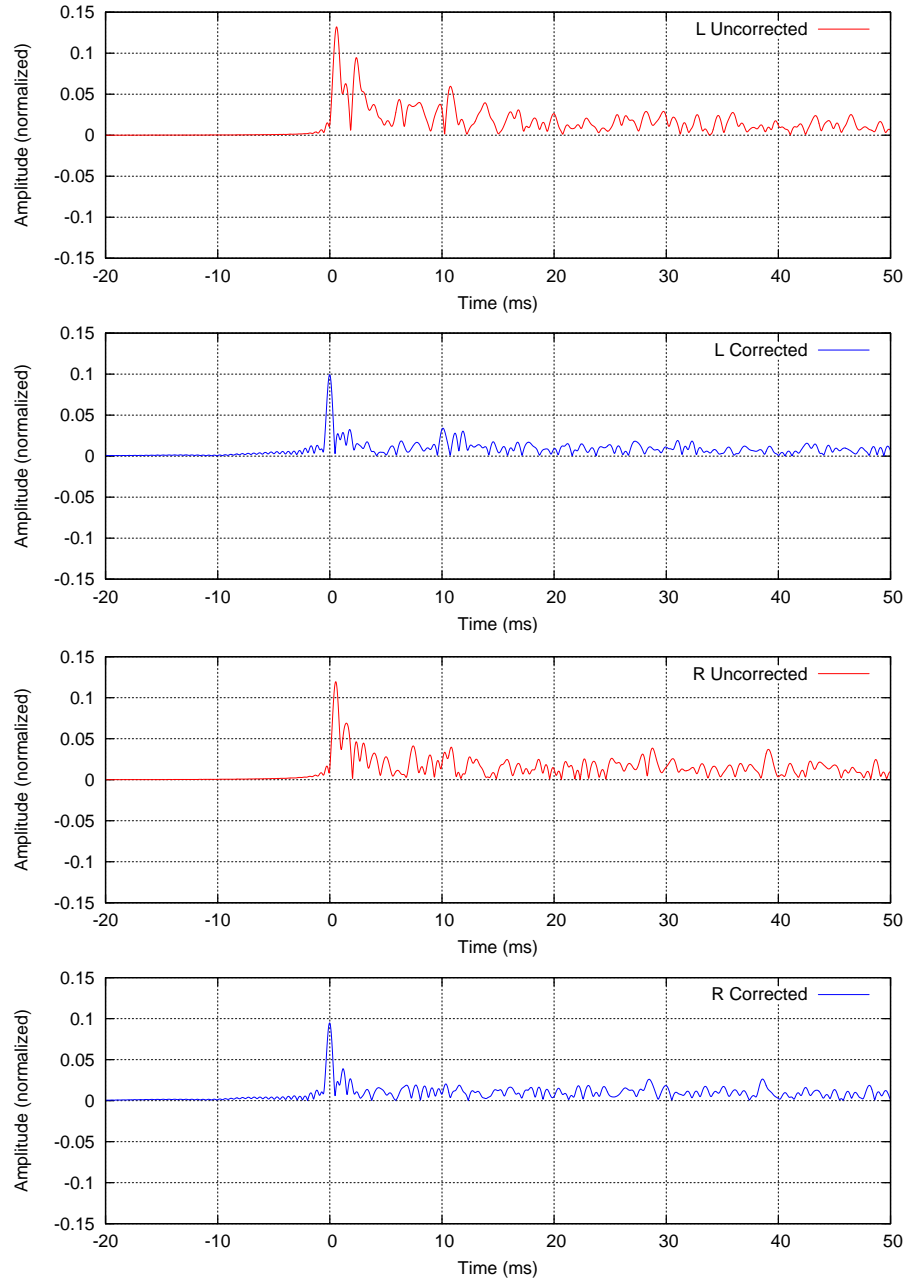 0.15
L Uncorrected
0.1
0.05
0
-0.05
-0.1
-0.15
Amplitude (normalized)
-20 -10 0 10 20 30 40 50
Time (ms)
0.15
L Corrected
0.1
0.05
0
-0.05
-0.1
-0.15
Amplitude (normalized)
-20 -10 0 10 20 30 40 50
Time (ms)
0.15
R Uncorrected
0.1
0.05
0
-0.05
-0.1
-0.15
Amplitude (normalized)
-20 -10 0 10 20 30 40 50
Time (ms)
0.15
R Corrected
0.1
0.05
0
-0.05
-0.1
-0.15
Amplitude (normalized)
-20 -10 0 10 20 30 40 50
Time (ms)